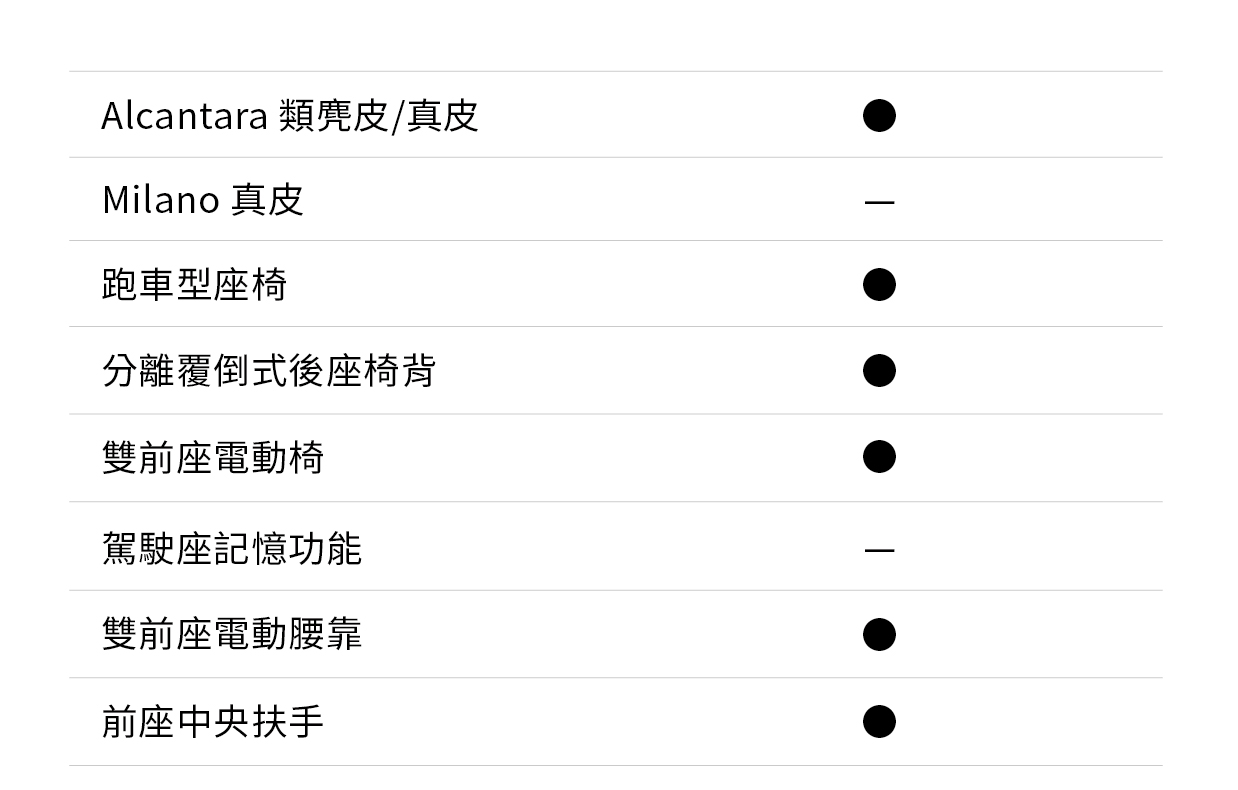 Alcantara 類麂皮/真皮 ●
Milano 真皮 —
跑車型座椅 ●
分離覆倒式後座椅背 ●
雙前座電動椅 ●
駕駛座記憶功能 —
雙前座電動腰靠 ●
前座中央扶手 ●